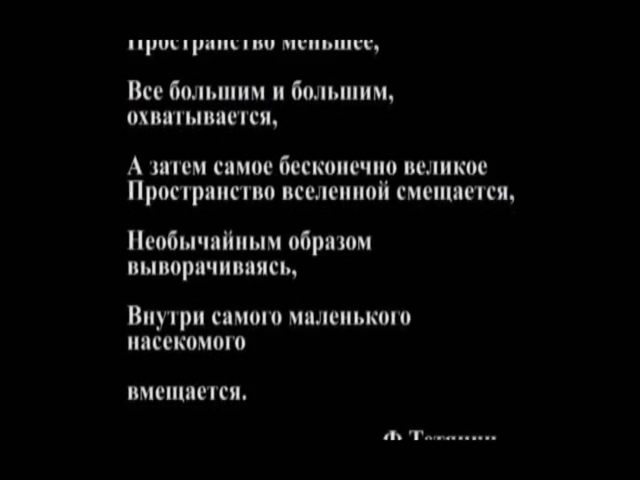 Пространство меньшее,
Все большим и большим,
охватывается,
А затем самое бесконечно великое
Пространство вселенной смещается,
Необычайным образом
выворачиваясь,
Внутри самого маленького
насекомого
вмещается.